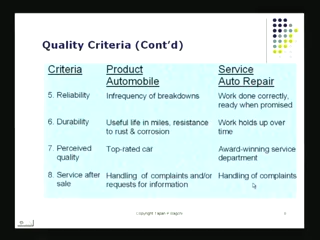 Quality Criteria (Cont'd)
Criteria Product Automobile Service Auto Repair
5. Reliability Infrequency of breakdowns Work done correctly, ready when promised
6. Durability Useful life in miles, resistance to rust & corrosion Work holds up over time
7. Perceived quality Top-rated car Award-winning service department
8. Service after sale Handling of complaints and/or requests for information Handling of complaints